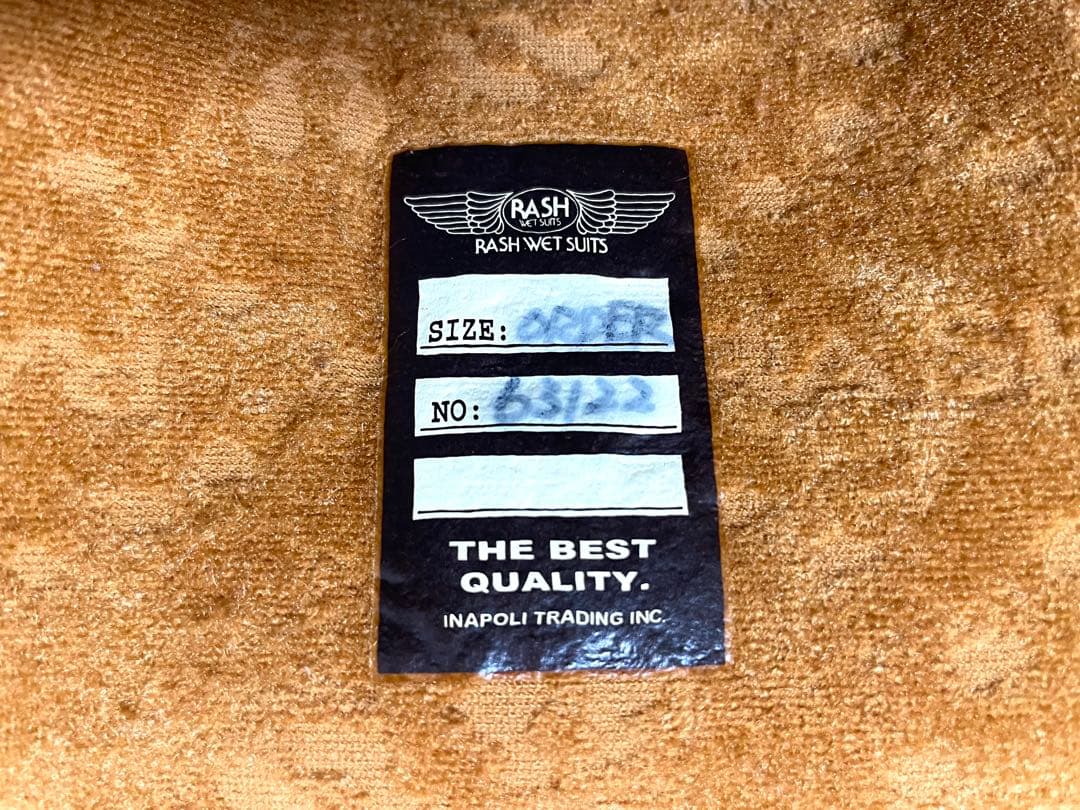 RASH
WET SUITS
RASH WET SUITS
SIZE: ORDER
NO: 63122
THE BEST
QUALITY.
INAPOLI TRADING INC.